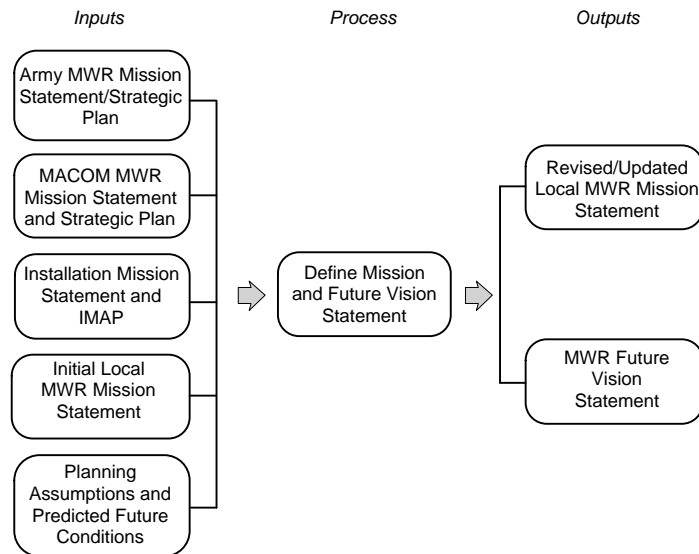 Inputs
Process
Outputs
Army MWR Mission
Statement/Strategic
Plan
MACOM MWR
Mission Statement
and Strategic Plan
Installation Mission
Statement and
IMAP
Initial Local
MWR Mission
Statement
Planning
Assumptions and
Predicted Future
Conditions
Define Mission
and Future Vision
Statement
Revised/Updated
Local MWR Mission
Statement
MWR Future
Vision
Statement